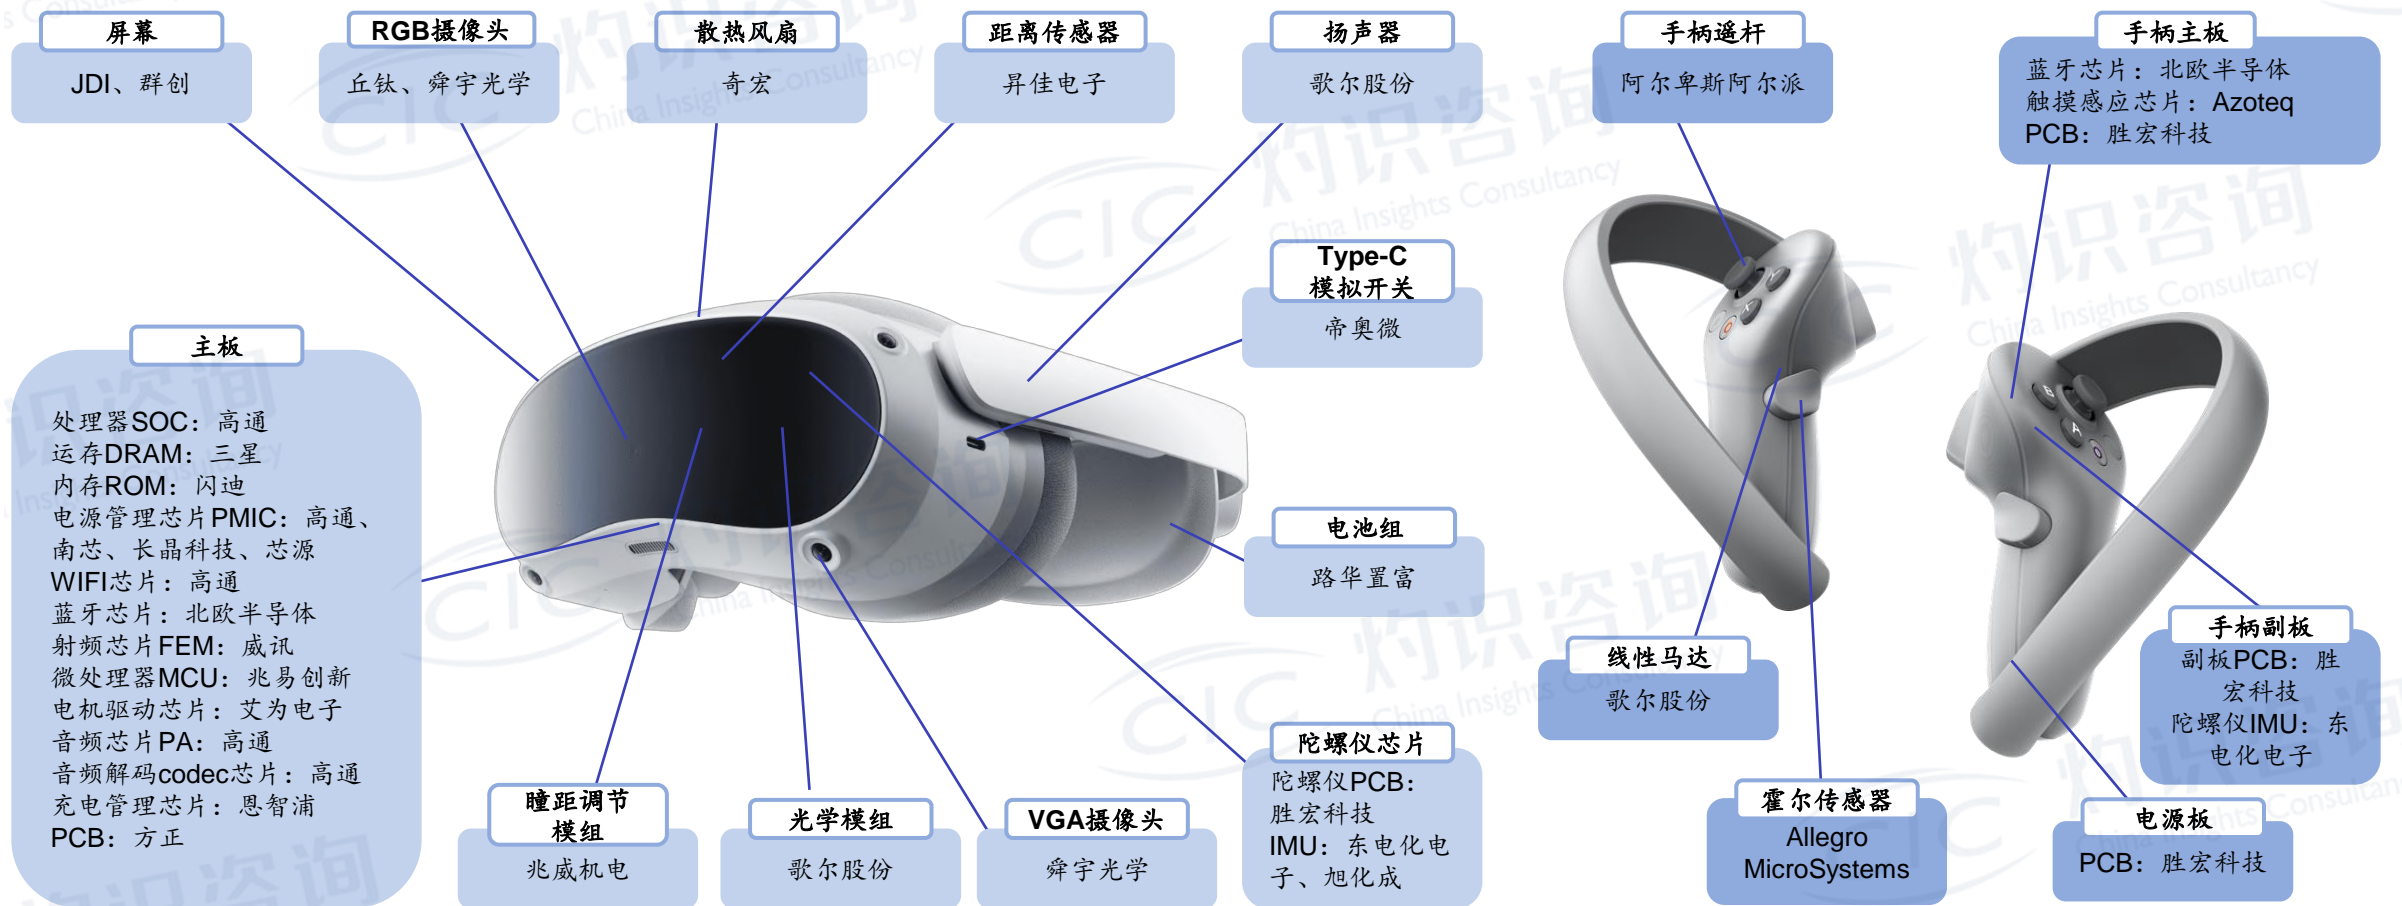 屏幕
JDI、群创
RGB摄像头
丘钛、舜宇光学
散热风扇
奇宏
距离传感器
昇佳电子
扬声器
歌尔股份
手柄遥杆
阿尔卑斯阿尔派
手柄主板
蓝牙芯片：北欧半导体
触摸感应芯片：Azoteq
PCB：胜宏科技
Type-C
模拟开关
帝奥微
主板
处理器SOC：高通
运存DRAM：三星
内存ROM：闪迪
电源管理芯片PMIC：高通、
南芯、长晶科技、芯源
WIFI芯片：高通
蓝牙芯片：北欧半导体
射频芯片FEM：威讯
微处理器MCU：兆易创新
电机驱动芯片：艾为电子
音频芯片PA：高通
音频解码codec芯片：高通
充电管理芯片：恩智浦
PCB：方正
电池组
路华置富
瞳距调节
模组
兆威机电
光学模组
歌尔股份
VGA摄像头
舜宇光学
陀螺仪芯片
陀螺仪PCB：
胜宏科技
IMU：东电化电
子、旭化成
线性马达
歌尔股份
霍尔传感器
Allegro
MicroSystems
手柄副板
副板PCB：胜
宏科技
陀螺仪IMU：东
电化电子
电源板
PCB：胜宏科技
CIC 灼识咨询
China Insights Consultancy